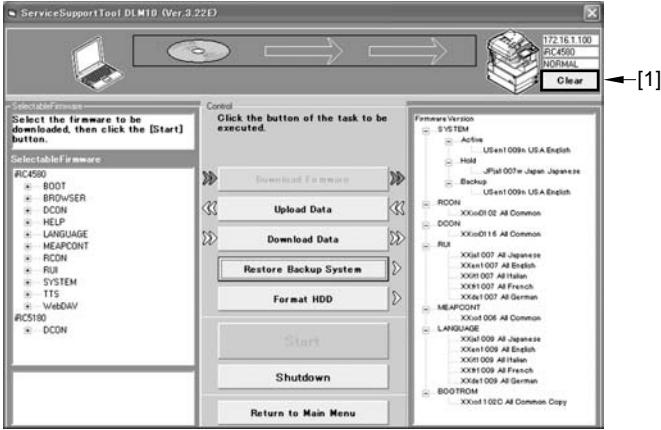 ServiceSupportTool DLM10 (Ver.3.22E)
172.16.1.100
iRC4580
NORMAL
Clear
[1]
SelectableFirmware
Select the firmware to be
downloaded, then click the [Start]
button.
SelectableFirmware
iRC4580
BOOT
BROWSER
DCON
HELP
LANGUAGE
MEAPCONT
RCON
RUI
SYSTEM
TTS
WebDAV
iRC5180
DCON
Control
Click the button of the task to be
executed.
Download Firmware
Upload Data
Download Data
Restore Backup System
Format HDD
Start
Shutdown
Return to Main Menu
Firmware Version
SYSTEM
Active
USen1009n USA English
Hold
JPja1007w Japan Japanese
Backup
USen1009n USA English
RCON
XXxx0102 All Common
DCON
XXxx0116 All Common
RUI
XXja1007 All Japanese
XXen1007 All English
XXit1007 All Italian
XXfr1007 All French
XXde1007 All German
MEAPCONT
006 All Common
LANGUAGE
XXja1009 All Japanese
XXen1009 All English
XXit1009 All Italian
XXfr1009 All French
XXde1009 All German
BOOTROM
102C All Common Copy